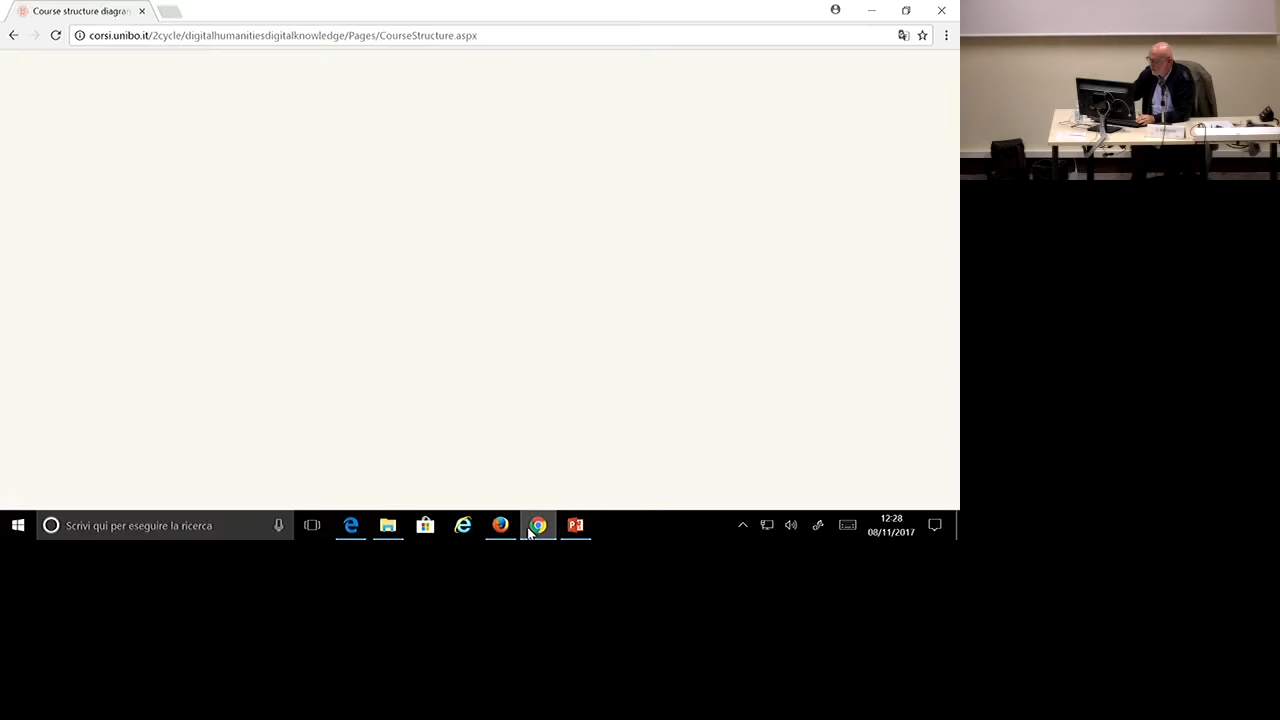 Course structure diagran
corsi.unibo.it/2cycle/digitalhumanitiesdigitalknowledge/Pages/CourseStructure.aspx
Scrivi qui per eseguire la ricerca
12:28
08/11/2017